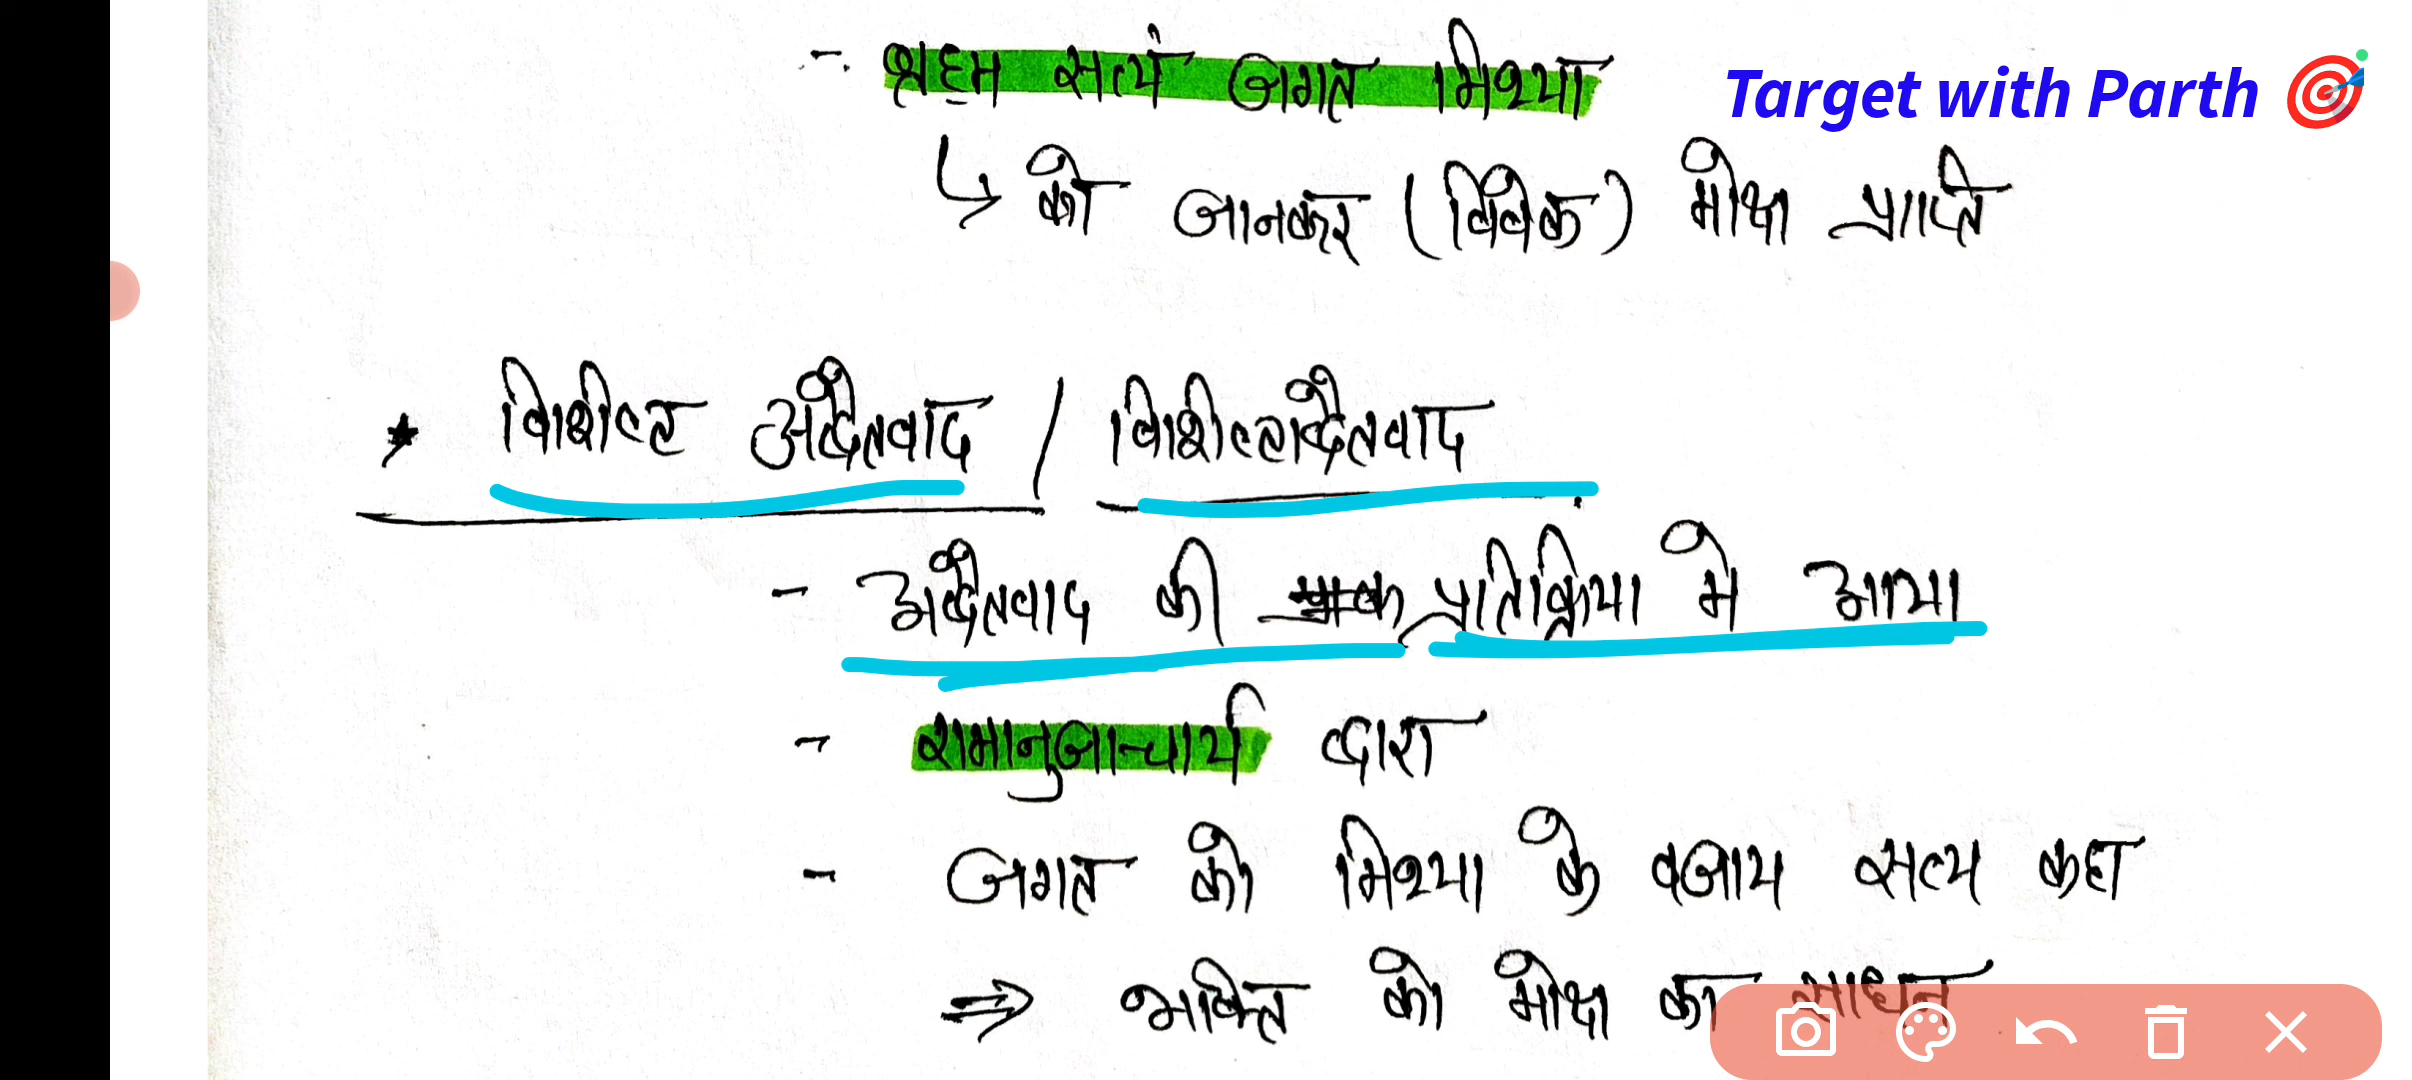 - ब्रह्म सत्यं जगत मिथ्या
Target with Parth
↳ को जानकर (विवेक) मोक्ष प्राप्ति
★ विशिष्ट अद्वैतवाद / विशिष्टाद्वैतवाद
- अद्वैतवाद की प्रतिक्रिया मे आया
- रामानुजाचार्य द्वारा
- जगत को मिथ्या के बजाय सत्य कहा
⇒ भक्ति को मोक्ष का साधन